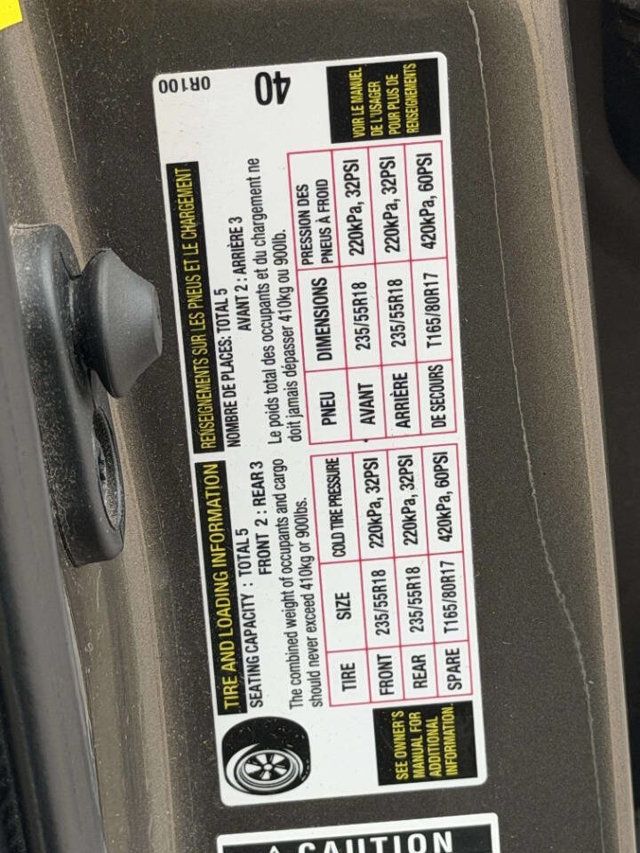 TIRE AND LOADING INFORMATION
SEATING CAPACITY : TOTAL 5
FRONT 2 : REAR 3
The combined weight of occupants and cargo
should never exceed 410kg or 900lbs.
TIRE SIZE COLD TIRE PRESSURE
FRONT 235/55R18 220kPa, 32PSI
REAR 235/55R18 220kPa, 32PSI
SPARE T165/80R17 420kPa, 60PSI
SEE OWNER'S
MANUAL FOR
ADDITIONAL
INFORMATION.
RENSEIGNEMENTS SUR LES PNEUS ET LE CHARGEMENT
NOMBRE DE PLACES: TOTAL 5
AVANT 2 : ARRIÈRE 3
Le poids total des occupants et du chargement ne
doit jamais dépasser 410kg ou 900lb.
PNEU DIMENSIONS PRESSION DES
PNEUS À FROID
AVANT 235/55R18 220kPa, 32PSI
ARRIÈRE 235/55R18 220kPa, 32PSI
DE SECOURS T165/80R17 420kPa, 60PSI
VOIR LE MANUEL
DE L'USAGER
POUR PLUS DE
RENSEIGNEMENTS
0R100
40
CAUTION